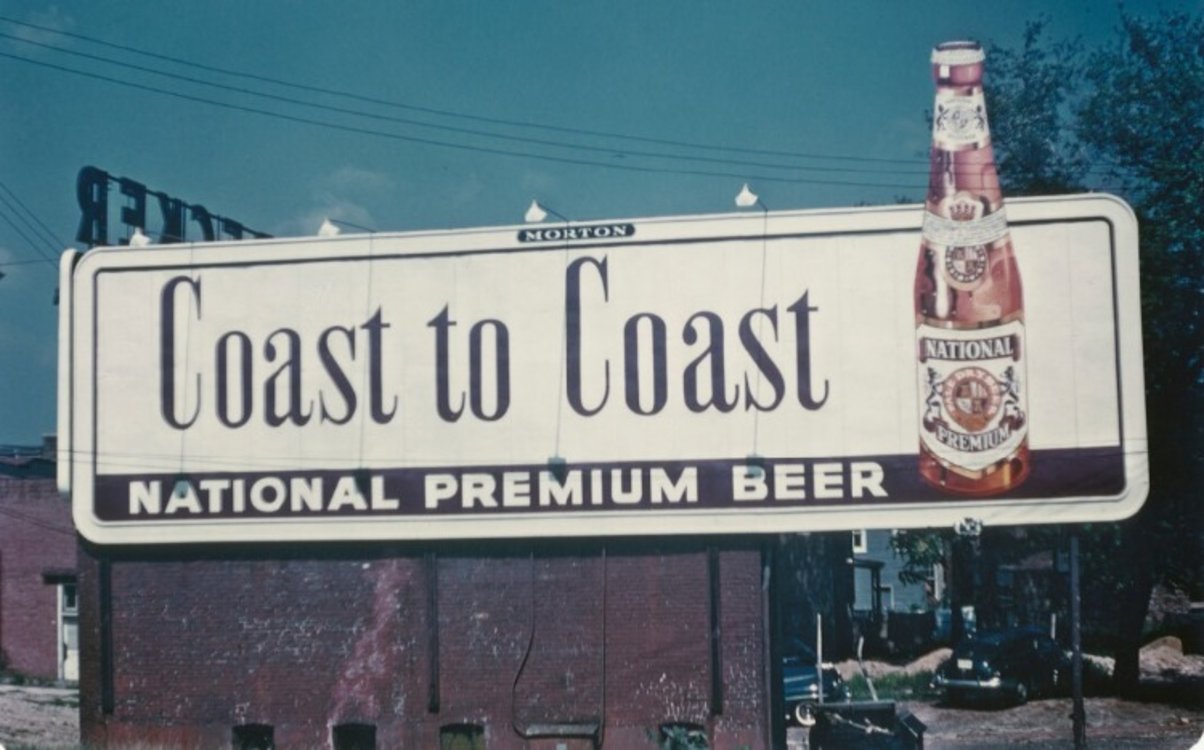 MORTON
Coast to Coast
NATIONAL PREMIUM BEER
NATIONAL
PREMIUM